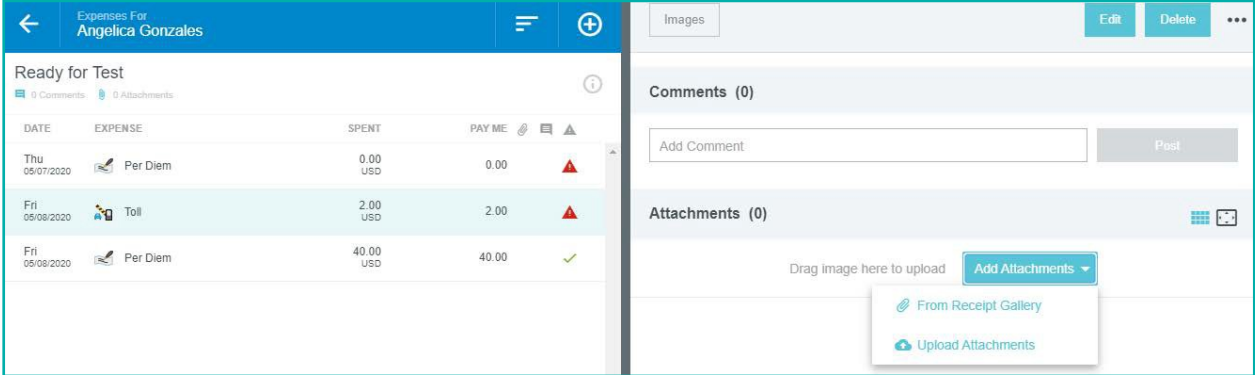 Expenses For
Angelica Gonzales
Ready for Test
0 Comments 0 Attachments
DATE EXPENSE SPENT PAY ME
Thu
05/07/2020 Per Diem 0.00 USD 0.00
Fri
05/08/2020 Toll 2.00 USD 2.00
Fri
05/08/2020 Per Diem 40.00 USD 40.00
Images Edit Delete
Comments (0)
Add Comment Post
Attachments (0)
Drag image here to upload Add Attachments
From Receipt Gallery
Upload Attachments